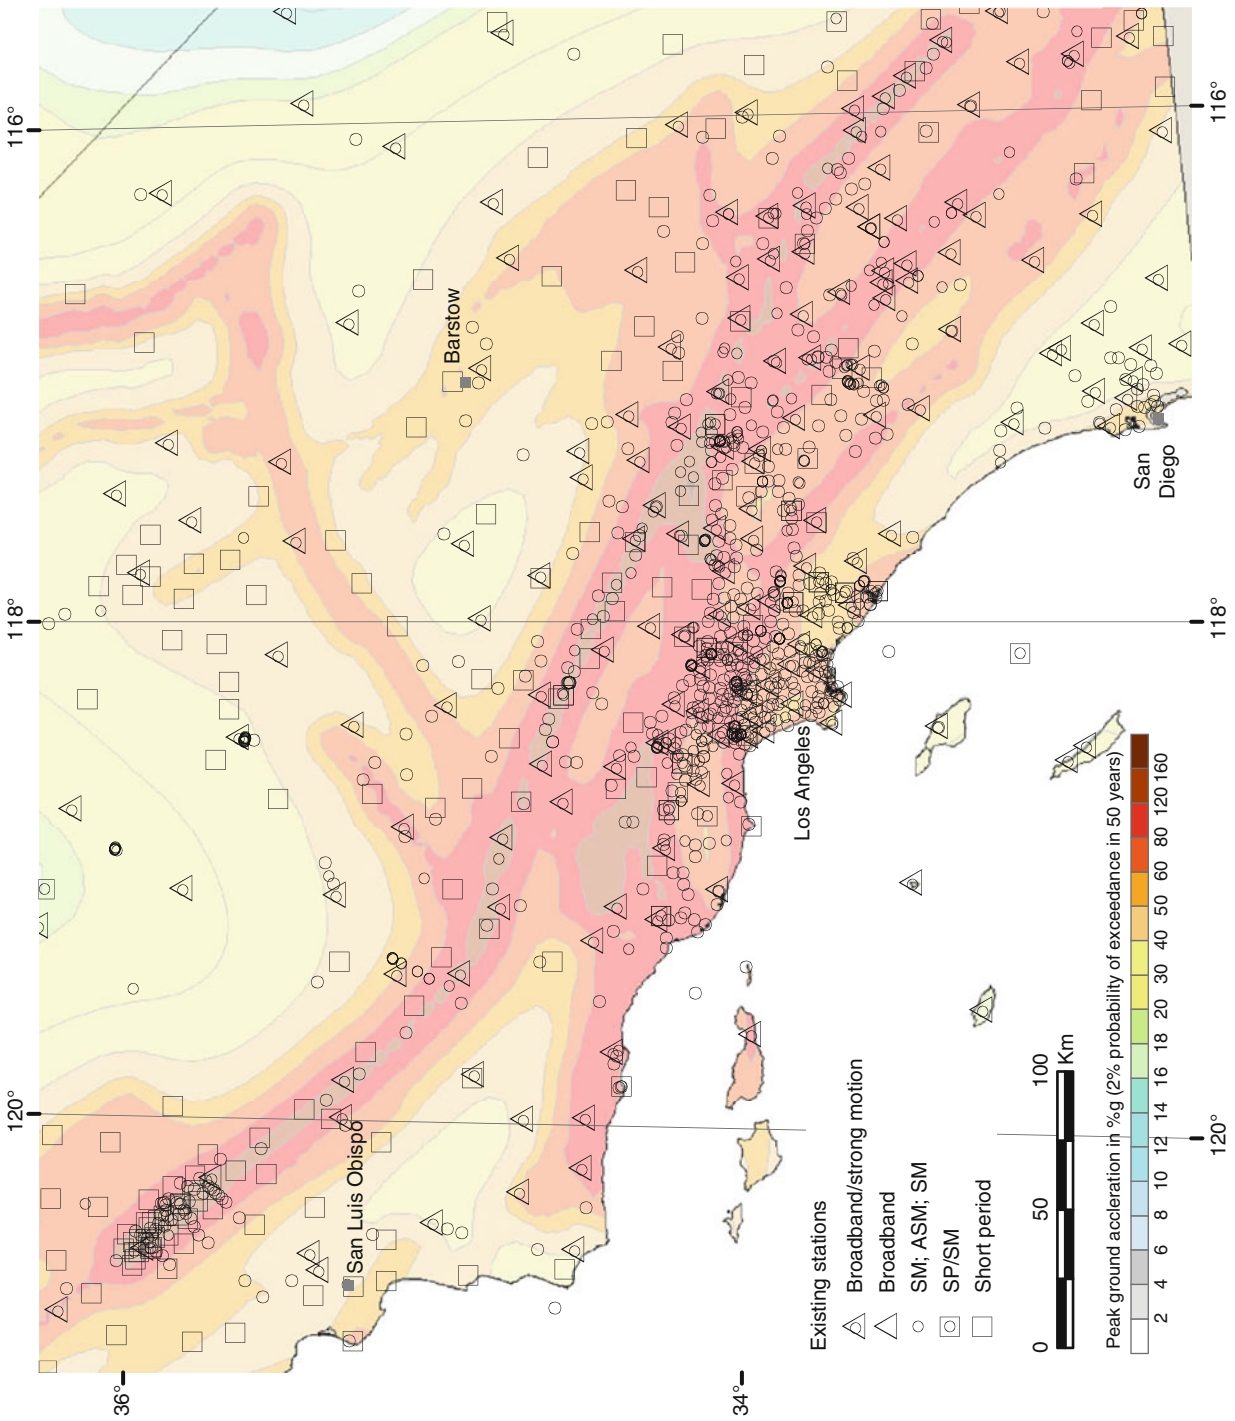 116°
118°
120°
36°
34°
116°
118°
120°
Barstow
San Luis Obispo
Los Angeles
San
Diego
Existing stations
Broadband/strong motion
Broadband
SM; ASM; SM
SP/SM
Short period
0 50 100
Km
Peak ground accleration in %g (2% probability of exceedance in 50 years)
2 4 6 8 10 12 14 16 18 20 30 40 50 60 80 120 160